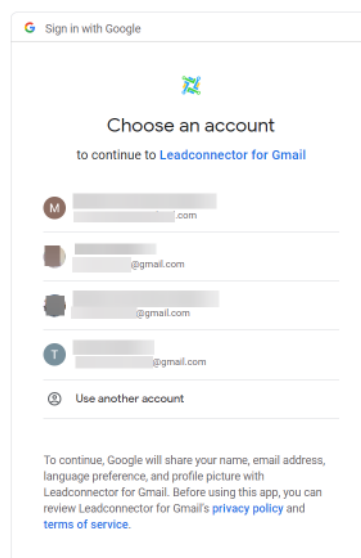 Sign in with Google
Choose an account
to continue to Leadconnector for Gmail
M
.com
@gmail.com
@gmail.com
T
@gmail.com
Use another account
To continue, Google will share your name, email address,
language preference, and profile picture with
Leadconnector for Gmail. Before using this app, you can
review Leadconnector for Gmail's privacy policy and
terms of service.